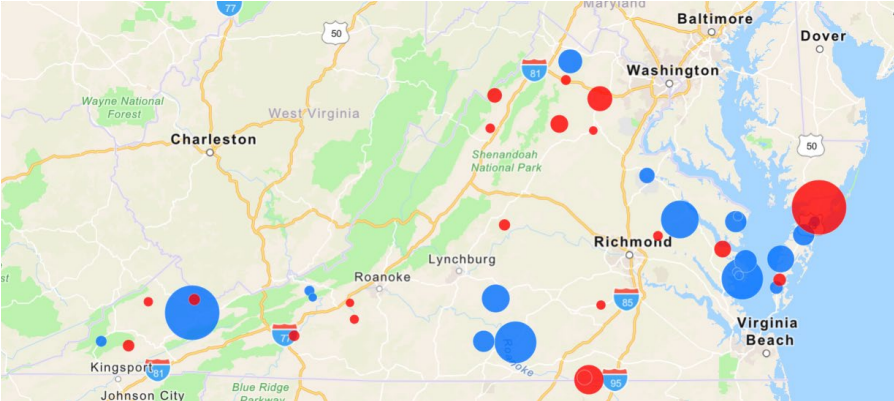 77
Maryland
Baltimore
50
Dover
81
Washington
Wayne National
Forest
West Virginia
Charleston
50
Shenandoah
National Park
Richmond
Lynchburg
Roanoke
85
Virginia
Beach
77
Roanoke
Kingsport
81
95
Johnson City
Blue Ridge
Parkway